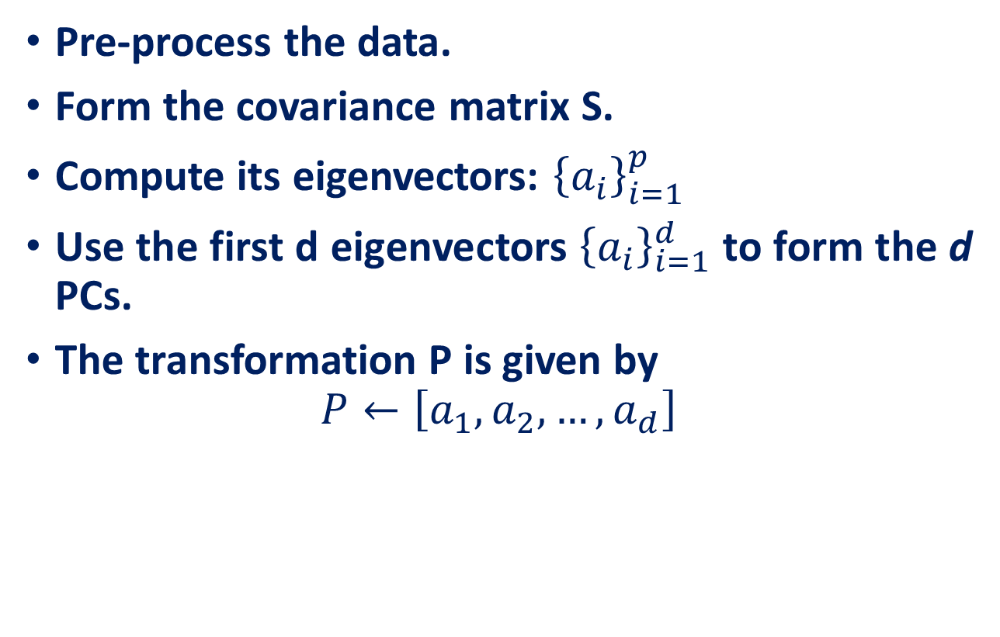 • Pre-process the data.
• Form the covariance matrix S.
• Compute its eigenvectors: $\{a_i\}_{i=1}^{p}$
• Use the first d eigenvectors $\{a_i\}_{i=1}^{d}$ to form the d
PCs.
• The transformation P is given by
$P \leftarrow [a_1, a_2, \ldots, a_d]$